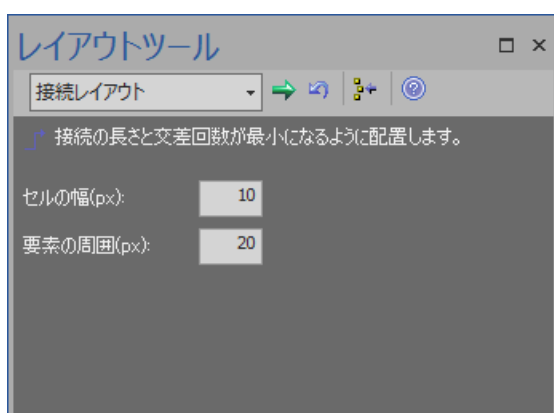 レイアウトツール
接続レイアウト
接続の長さと交差回数が最小になるように配置します。
セルの幅(px): 10
要素の周囲(px): 20